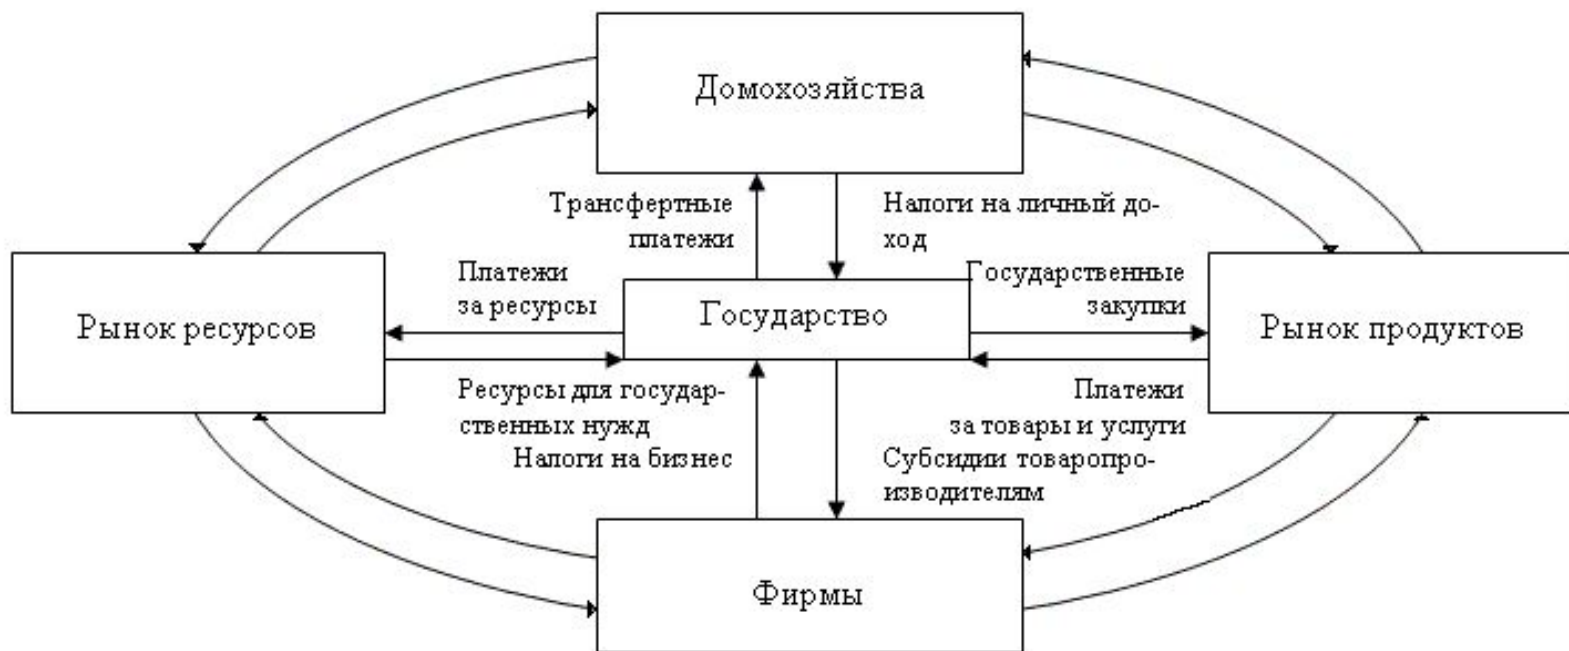 Домохозяйства
Трансфертные
платежи
Налоги на личный до-
ход
Платежи
за ресурсы
Государственные
закупки
Рынок ресурсов
Государство
Рынок продуктов
Ресурсы для государ-
ственных нужд
Налоги на бизнес
Платежи
за товары и услуги
Субсидии товаропро-
изводителям
Фирмы